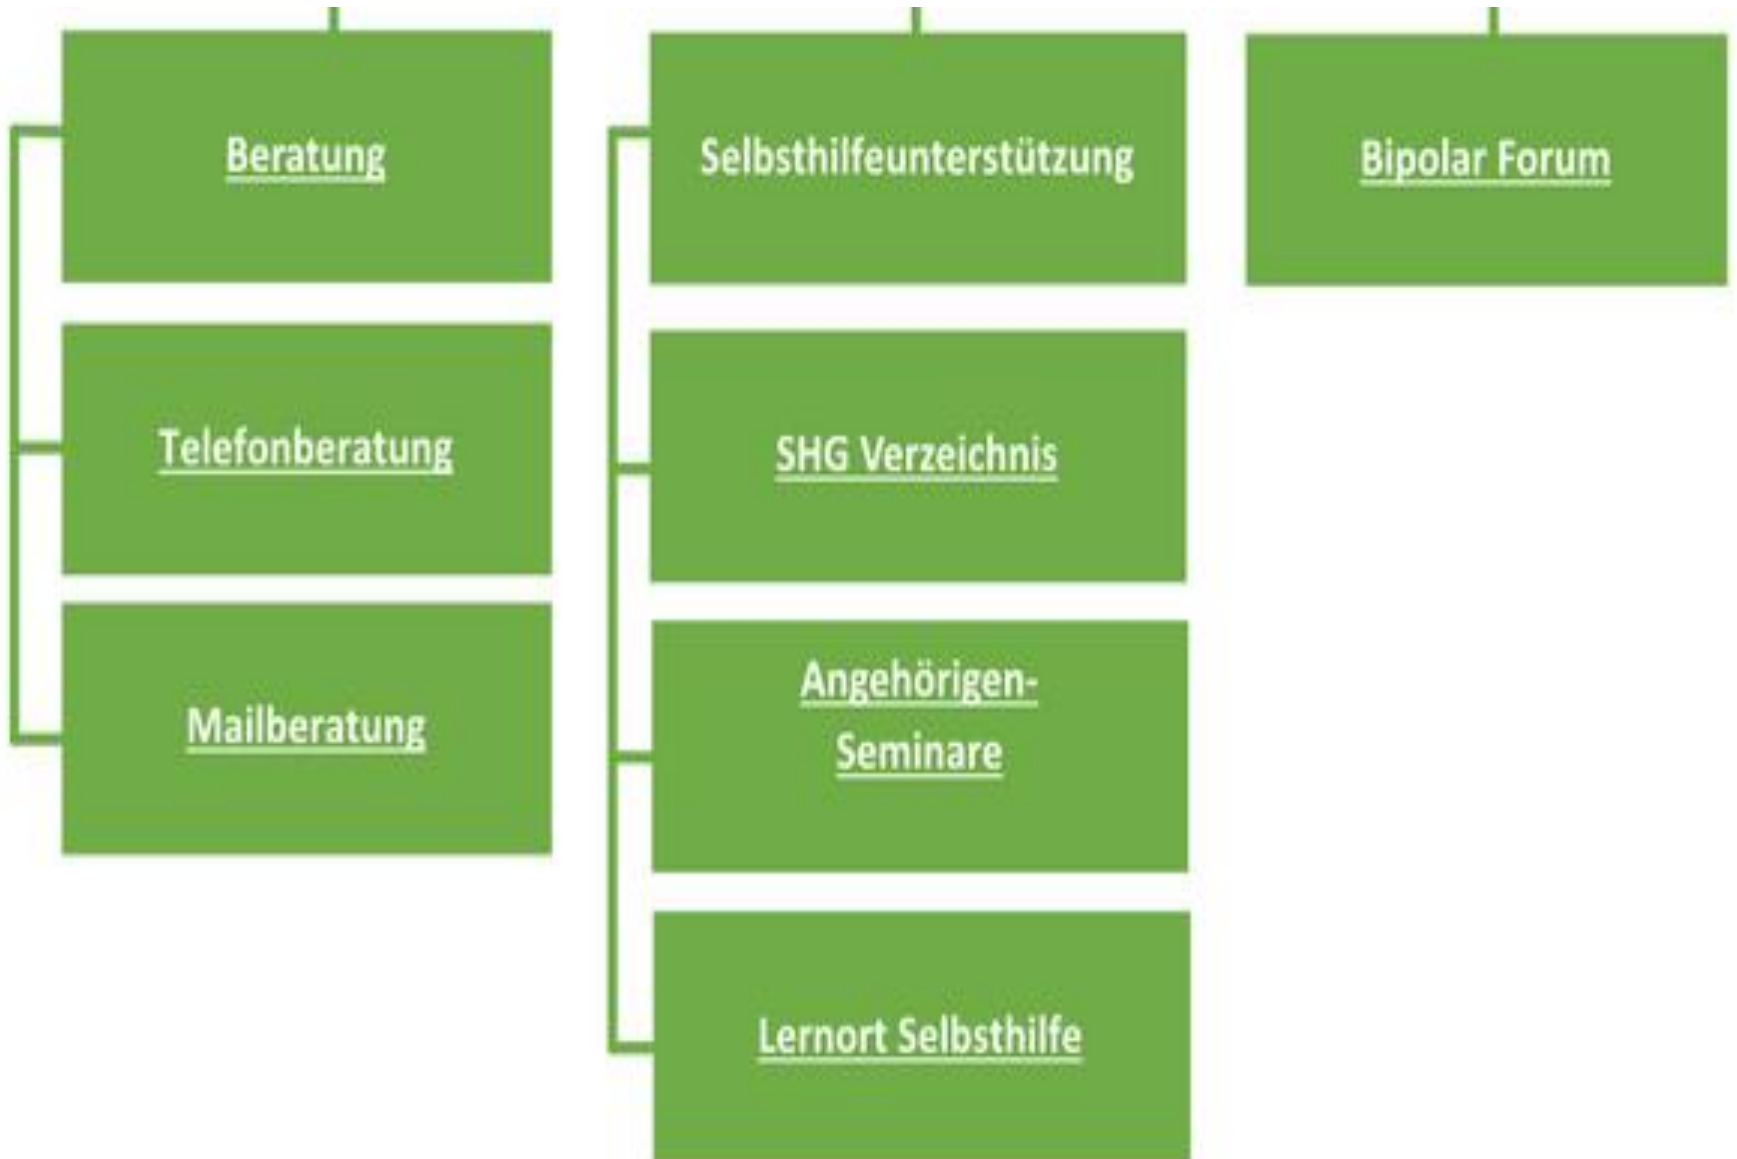 Beratung
Telefonberatung
Mailberatung
Selbsthilfeunterstützung
SHG Verzeichnis
Angehörigen-
Seminare
Lernort Selbsthilfe
Bipolar Forum